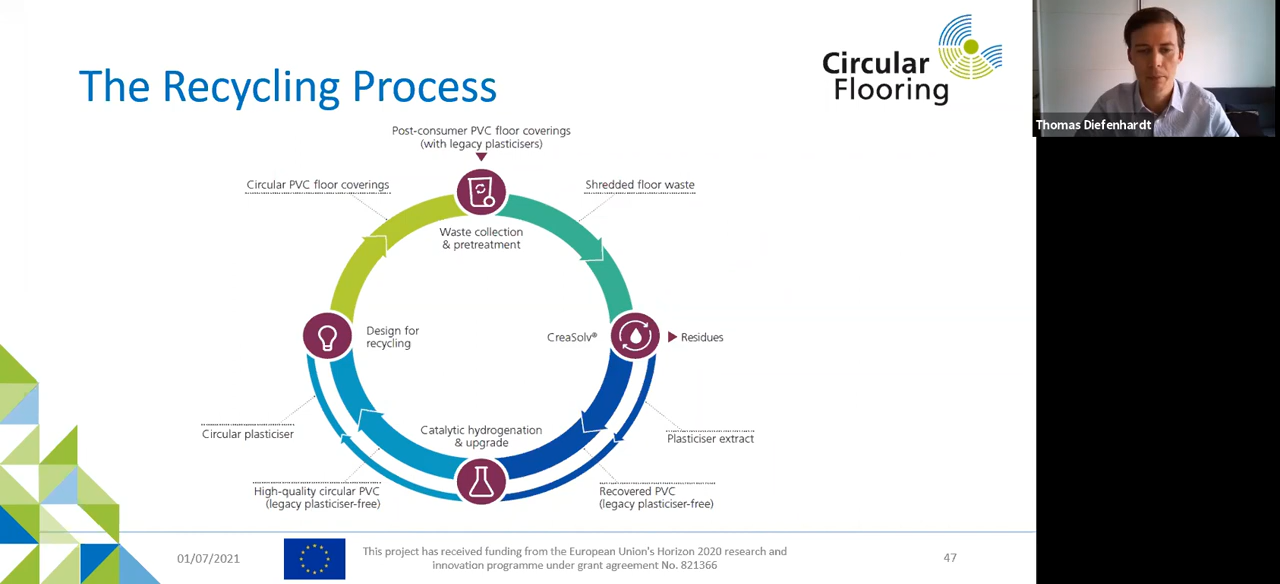 The Recycling Process
Circular
Flooring
Thomas Diefenhardt
Post-consumer PVC floor coverings
(with legacy plasticisers)
Circular PVC floor coverings
Shredded floor waste
Waste collection
& pretreatment
Design for
recycling
CreaSolv®
Residues
Catalytic hydrogenation
& upgrade
Circular plasticiser
Plasticiser extract
High-quality circular PVC
(legacy plasticiser-free)
Recovered PVC
(legacy plasticiser-free)
01/07/2021
This project has received funding from the European Union's Horizon 2020 research and
innovation programme under grant agreement No. 821366
47